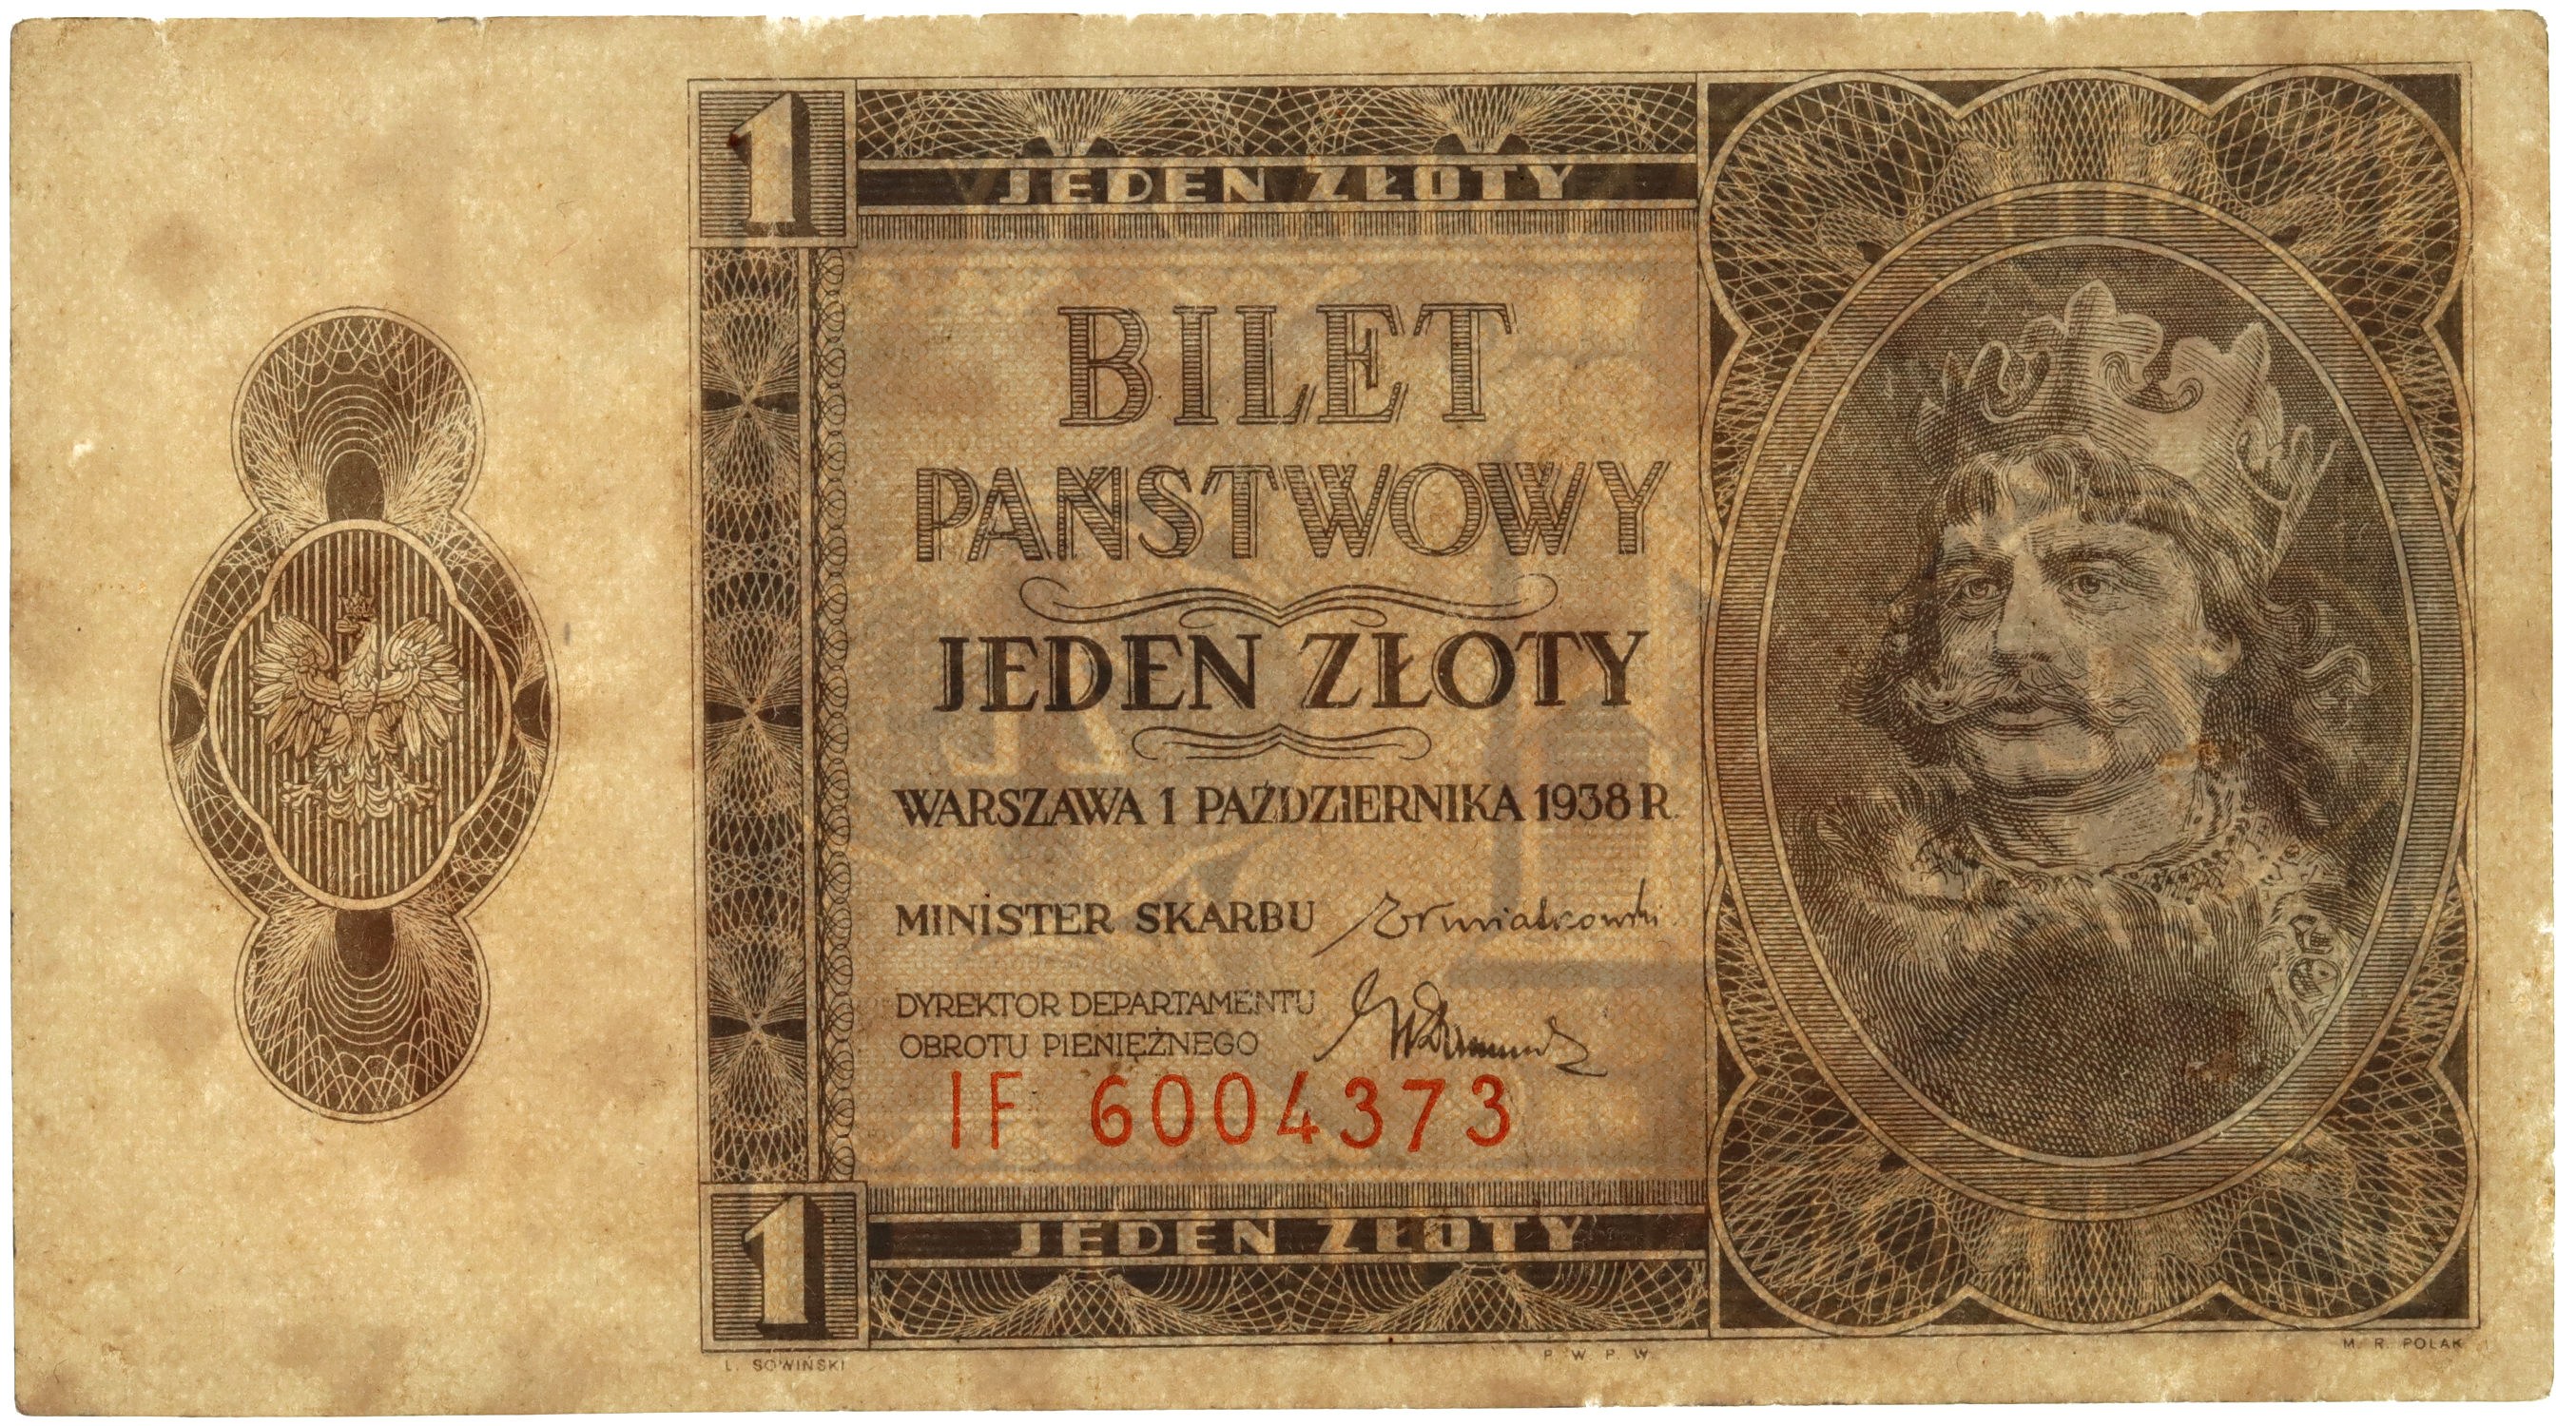 1
JEDEN ZŁOTY
BILET
PAŃSTWOWY
JEDEN ZŁOTY
WARSZAWA 1 PAŹDZIERNIKA 1938 R.
MINISTER SKARBU
DYREKTOR DEPARTAMENTU
OBROTU PIENIĘŻNEGO
IF 6004373
1
JEDEN ZŁOTY
L. SOWIŃSKI
P. W. P. W.
M. R. POLAK